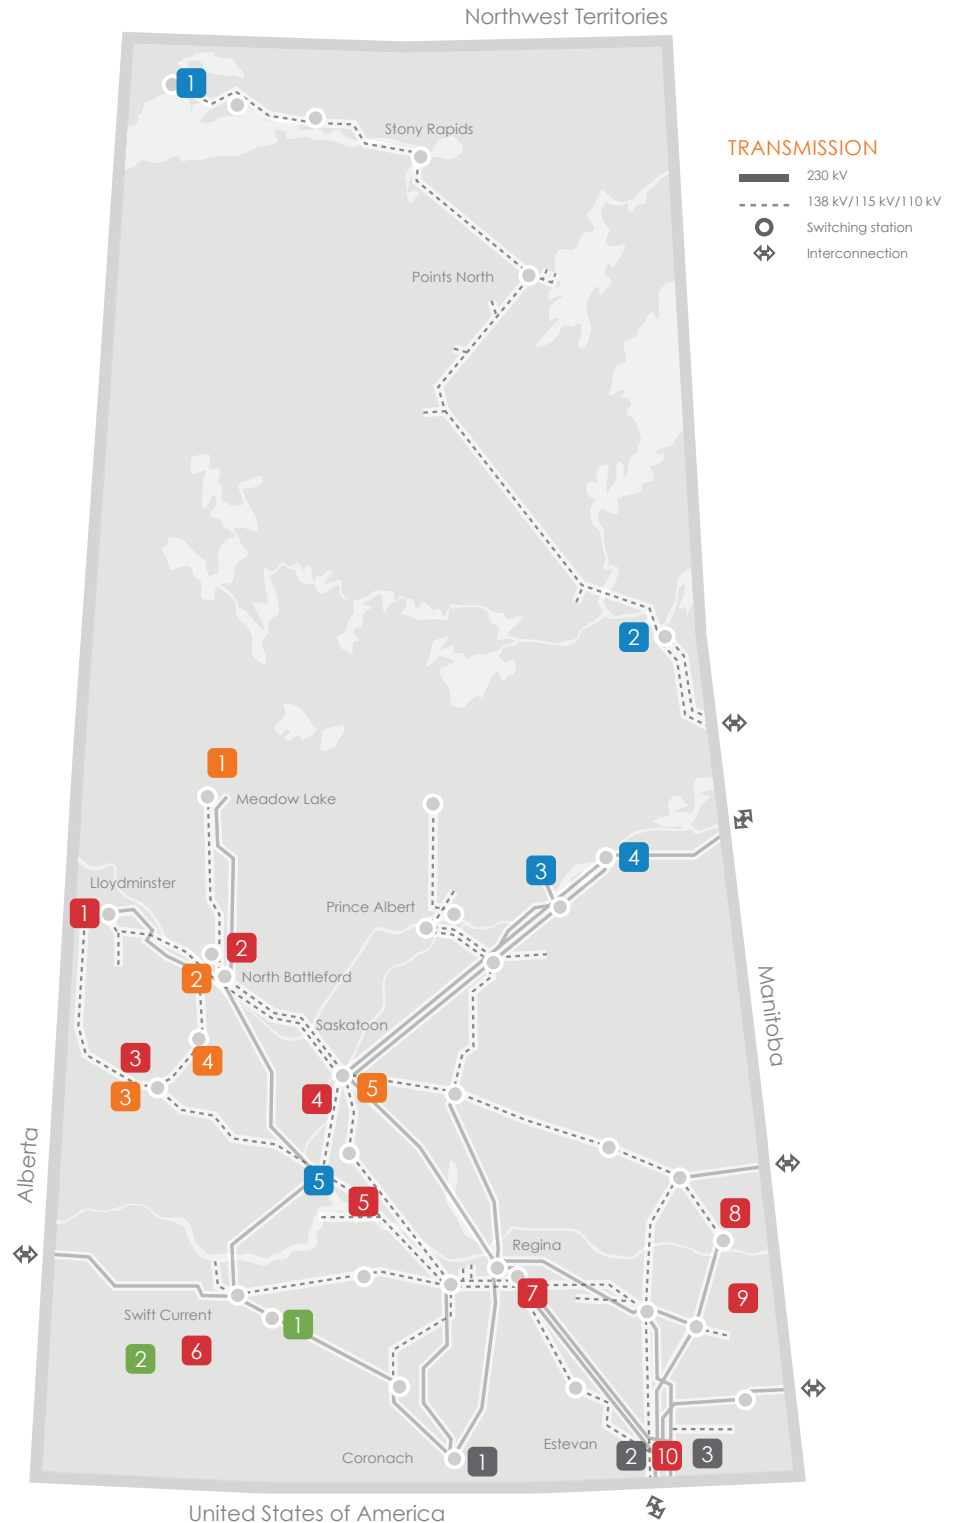 Northwest Territories
1
Stony Rapids
TRANSMISSION
230 kV
138 kV/115 kV/110 kV
Switching station
Interconnection
Points North
2
1
Meadow Lake
3
4
Lloydminster
1
Prince Albert
2
2
North Battleford
Manitoba
Saskatoon
3
4
3
4
5
Alberta
5
5
8
Regina
7
9
Swift Current
1
2
6
Estevan
Coronach
1
2
10
3
United States of America